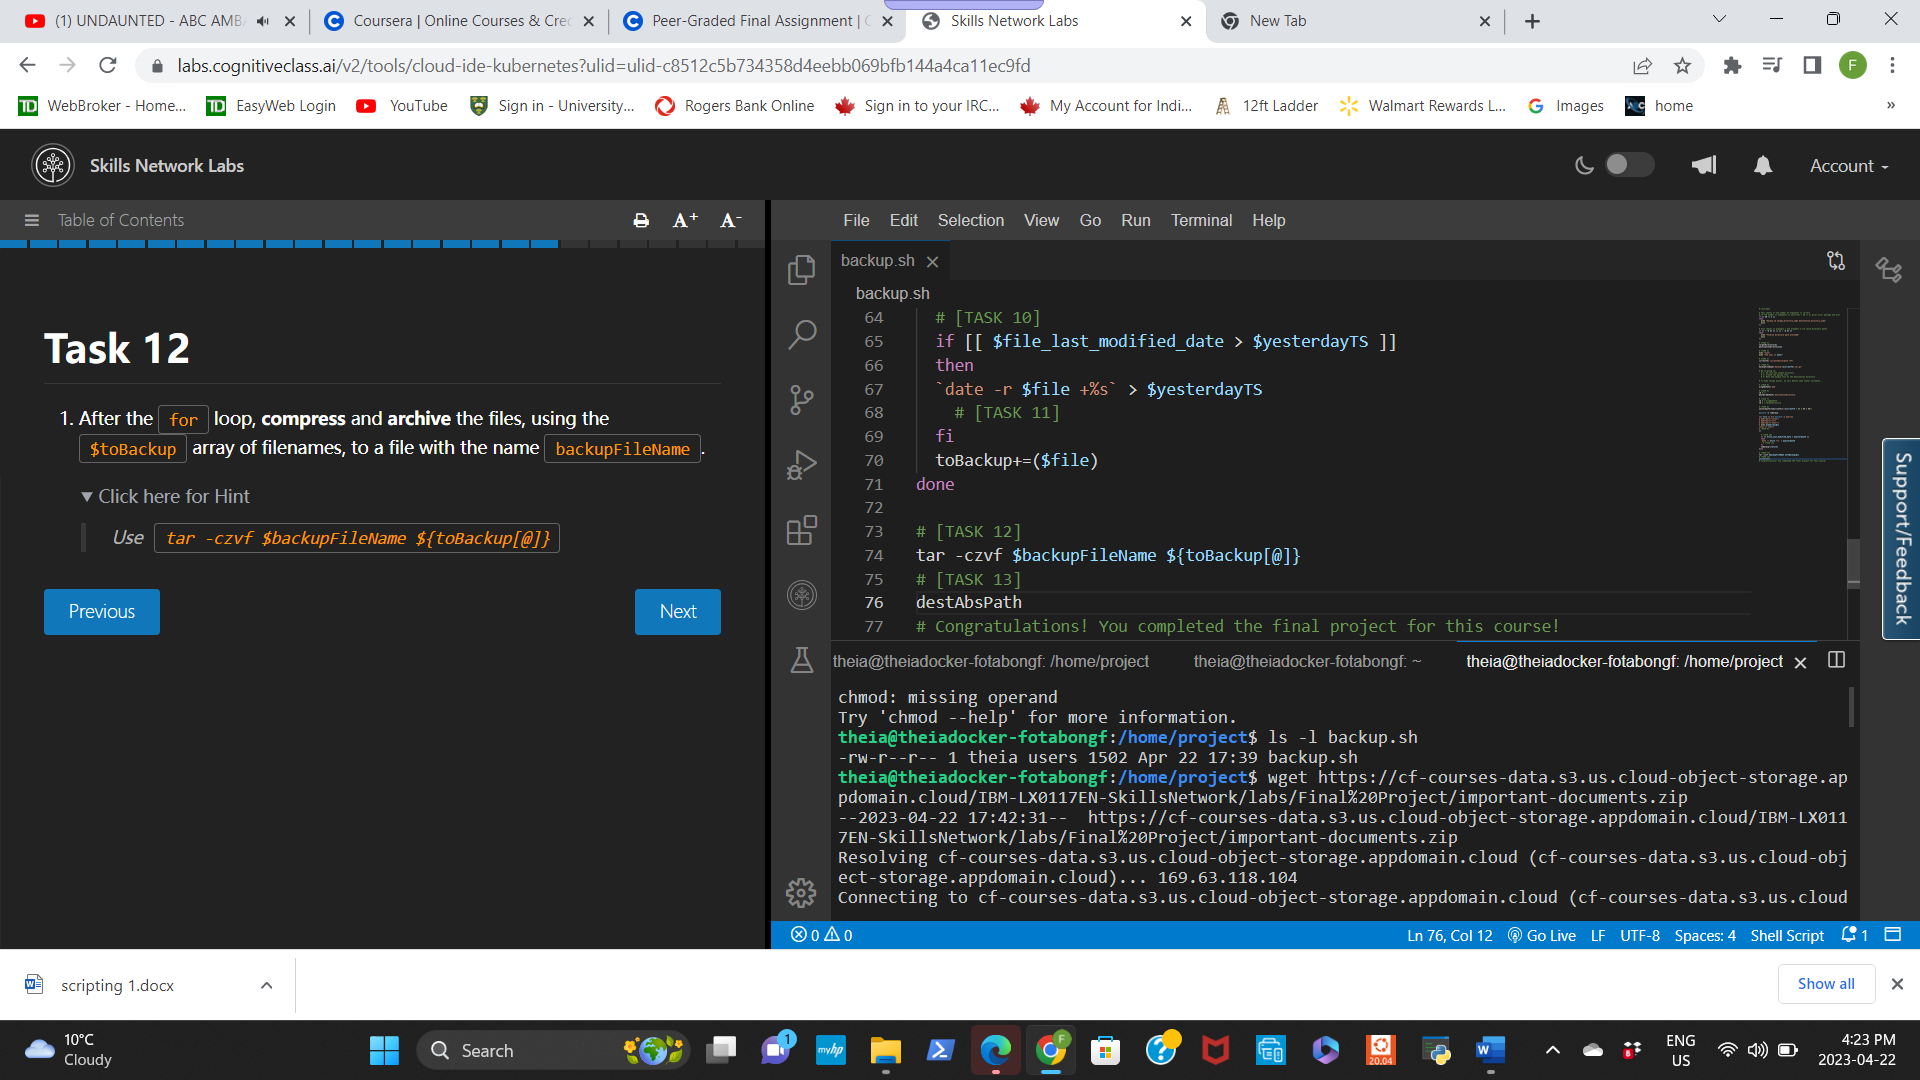 (1) UNDAUNTED - ABC AMB
Coursera | Online Courses & Cre
Peer-Graded Final Assignment |
Skills Network Labs
New Tab
labs.cognitiveclass.ai/v2/tools/cloud-ide-kubernetes?ulid=ulid-c8512c5b734358d4eebb069bfb144a4ca11ec9fd
F
WebBroker - Home...
EasyWeb Login
YouTube
Sign in - University...
Rogers Bank Online
Sign in to your IRC...
My Account for Indi...
12ft Ladder
Walmart Rewards L...
Images
home
»
Skills Network Labs
Account
Table of Contents
A+
A-
File Edit Selection View Go Run Terminal Help
backup.sh
backup.sh
Task 12
1. After the for loop, compress and archive the files, using the
$toBackup array of filenames, to a file with the name backupFileName .
Click here for Hint
Use tar -czvf $backupFileName ${toBackup[@]}
Previous
Next
64 # [TASK 10]
65 if [[ $file_last_modified_date > $yesterdayTS ]]
66 then
67 `date -r $file +%s` > $yesterdayTS
68 # [TASK 11]
69 fi
70 toBackup+=($file)
71 done
72
73 # [TASK 12]
74 tar -czvf $backupFileName ${toBackup[@]}
75 # [TASK 13]
76 destAbsPath
77 # Congratulations! You completed the final project for this course!
Support/Feedback
theia@theiadocker-fotabongf: /home/project
theia@theiadocker-fotabongf: ~
theia@theiadocker-fotabongf: /home/project
chmod: missing operand
Try 'chmod --help' for more information.
theia@theiadocker-fotabongf:/home/project$ ls -l backup.sh
-rw-r--r-- 1 theia users 1502 Apr 22 17:39 backup.sh
theia@theiadocker-fotabongf:/home/project$ wget https://cf-courses-data.s3.us.cloud-object-storage.ap
pdomain.cloud/IBM-LX0117EN-SkillsNetwork/labs/Final%20Project/important-documents.zip
--2023-04-22 17:42:31-- https://cf-courses-data.s3.us.cloud-object-storage.appdomain.cloud/IBM-LX011
7EN-SkillsNetwork/labs/Final%20Project/important-documents.zip
Resolving cf-courses-data.s3.us.cloud-object-storage.appdomain.cloud (cf-courses-data.s3.us.cloud-obj
ect-storage.appdomain.cloud)... 169.63.118.104
Connecting to cf-courses-data.s3.us.cloud-object-storage.appdomain.cloud (cf-courses-data.s3.us.cloud
0 0
Ln 76, Col 12
Go Live
LF
UTF-8
Spaces: 4
Shell Script
1
scripting 1.docx
Show all
10°C
Cloudy
Search
1
myhp
F
20.04
ENG
US
4:23 PM
2023-04-22